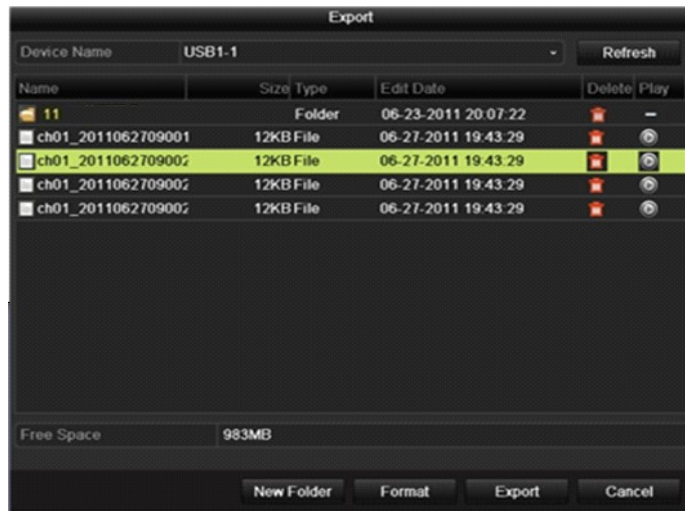 Export
Device Name USB1-1 Refresh
Name Size Type Edit Date Delete Play
11 Folder 06-23-2011 20:07:22 –
ch01_2011062709001 12KB File 06-27-2011 19:43:29
ch01_2011062709002 12KB File 06-27-2011 19:43:29
ch01_2011062709002 12KB File 06-27-2011 19:43:29
ch01_2011062709002 12KB File 06-27-2011 19:43:29
Free Space 983MB
New Folder Format Export Cancel